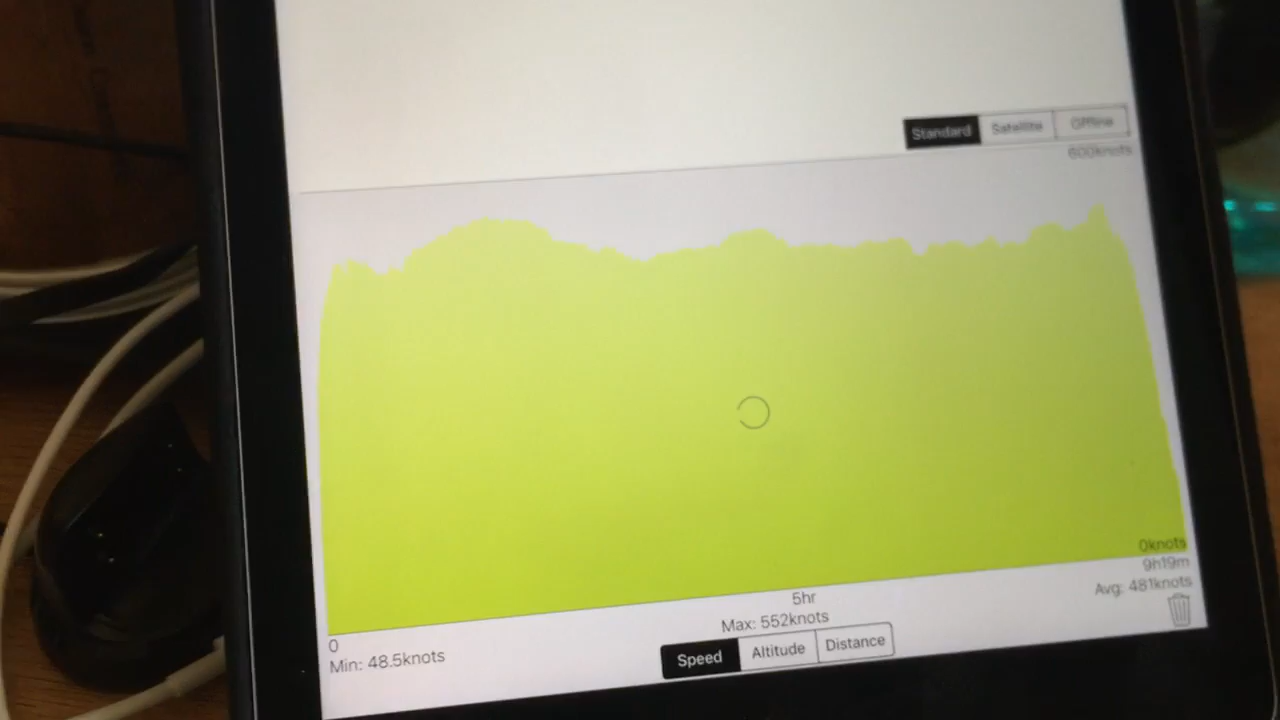 Standard Satellite Offline
600knots
0knots
9h19m
5hr
Avg: 481knots
0
Max: 552knots
Min: 48.5knots
Speed Altitude Distance